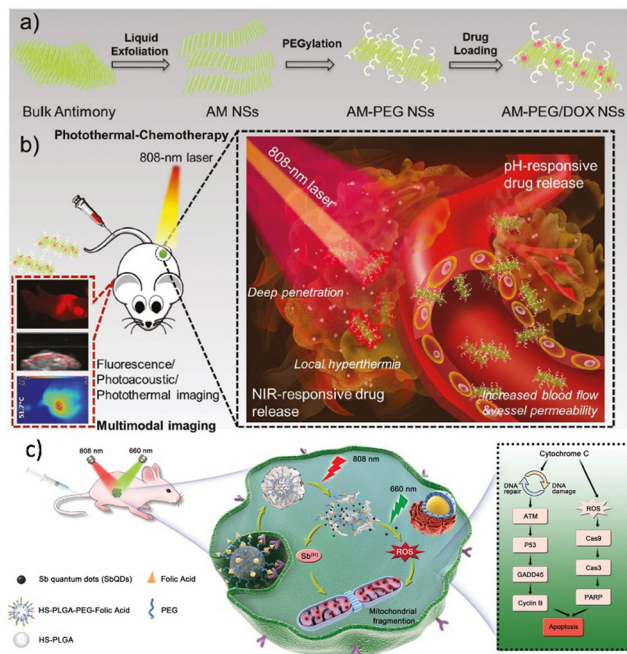 a)
Liquid
Exfoliation
PEGylation
Drug
Loading
Bulk Antimony
AM NSs
AM-PEG NSs
AM-PEG/DOX NSs
b)
Photothermal-Chemotherapy
808-nm laser
51.7°C
Fluorescence/
Photoacoustic/
Photothermal imaging
Multimodal imaging
808-nm laser
pH-responsive
drug release
Deep penetration
Local hyperthermia
NIR-responsive drug
release
Increased blood flow
&vessel permeability
c)
808 nm
660 nm
Sb quantum dots (SbQDs)
Folic Acid
HS-PLGA-PEG-Folic Acid
PEG
HS-PLGA
808 nm
660 nm
Sb(III)
ROS
Mitochondrial
fragmention
Cytochrome C
DNA
repair
DNA
damage
ROS
ATM
P53
GADD45
Cyclin B
Cas9
Cas3
PARP
Apoptosis